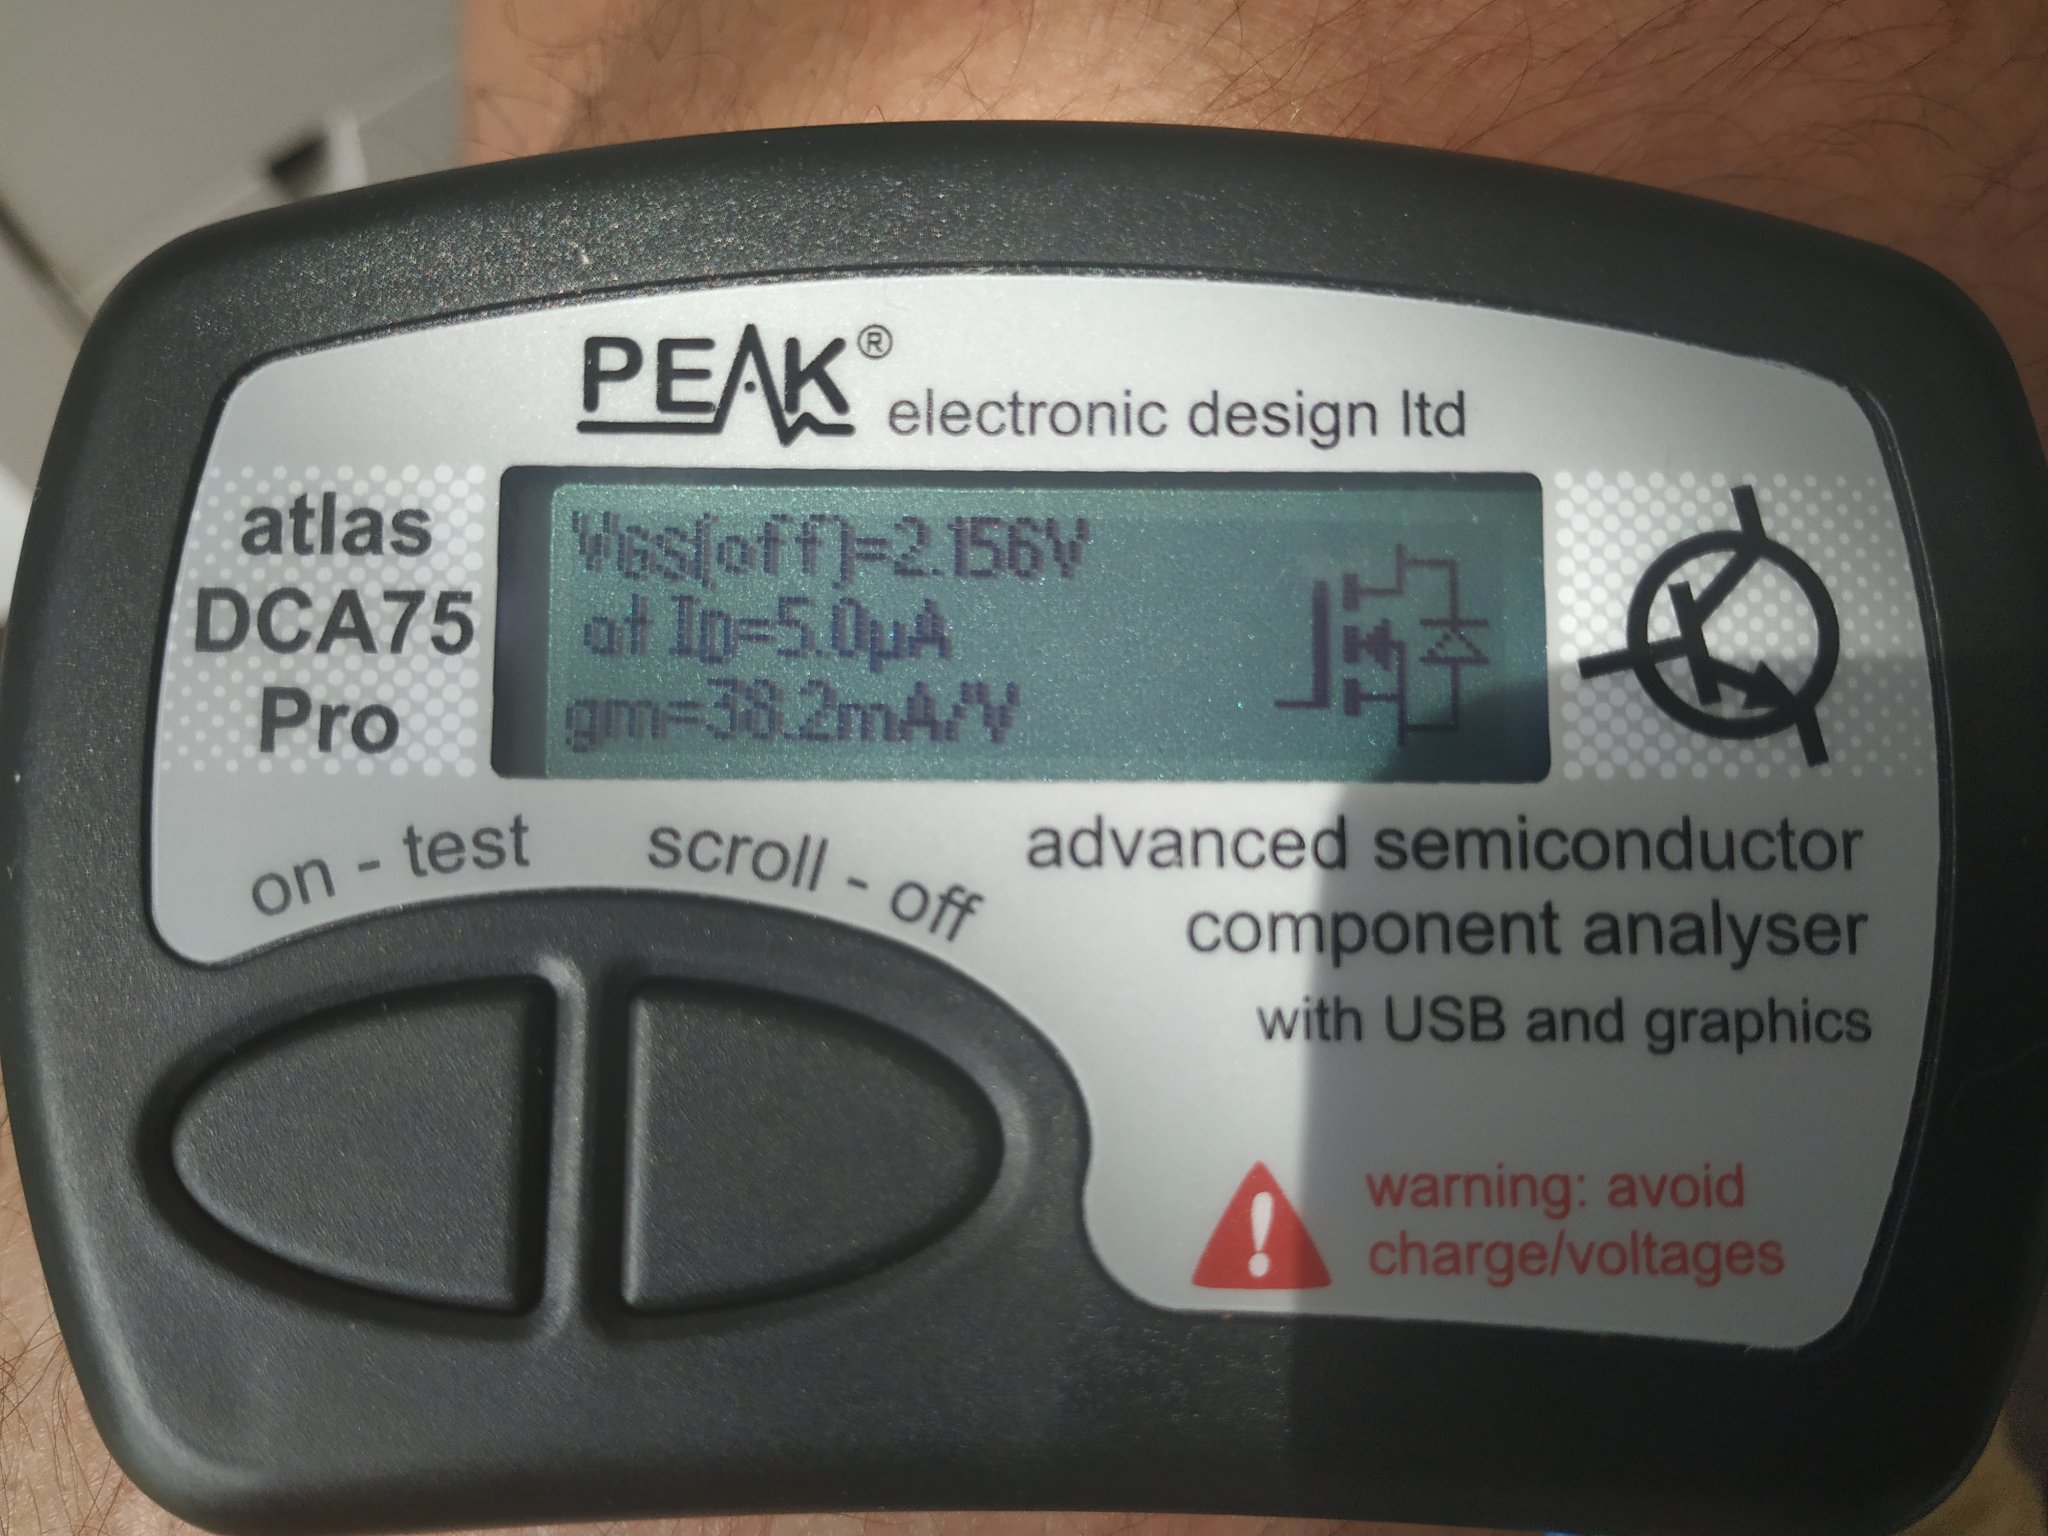 PEAK®
electronic design ltd
atlas
DCA75
Pro
VGS(off)=2.156V
at ID=5.0µA
gm=38.2mA/V
on - test
scroll - off
advanced semiconductor
component analyser
with USB and graphics
warning: avoid
charge/voltages